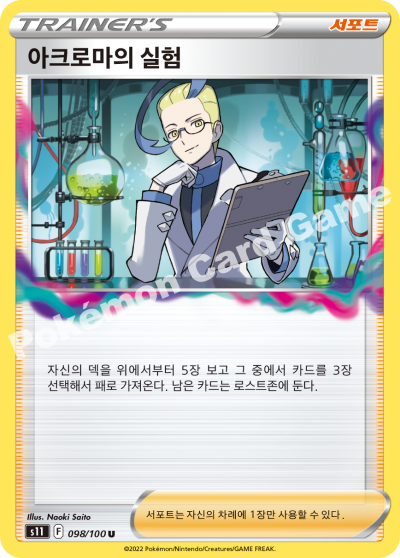 TRAINER'S 서포트
아크로마의 실험
Pokémon Card Game
자신의 덱을 위에서부터 5장 보고 그 중에서 카드를 3장
선택해서 패로 가져온다. 남은 카드는 로스트존에 둔다.
Illus. Naoki Saito
s11 F 098/100 U
서포트는 자신의 차례에 1장만 사용할 수 있다.
©2022 Pokémon/Nintendo/Creatures/GAME FREAK.